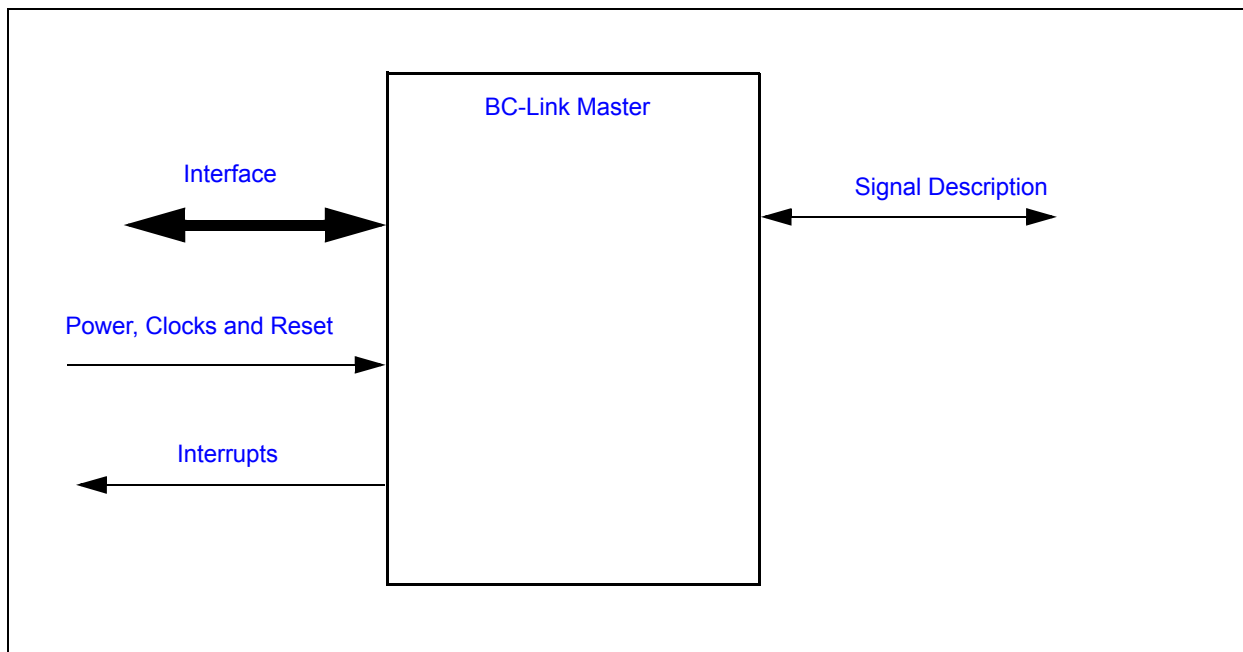 BC-Link Master
Interface
Signal Description
Power, Clocks and Reset
Interrupts